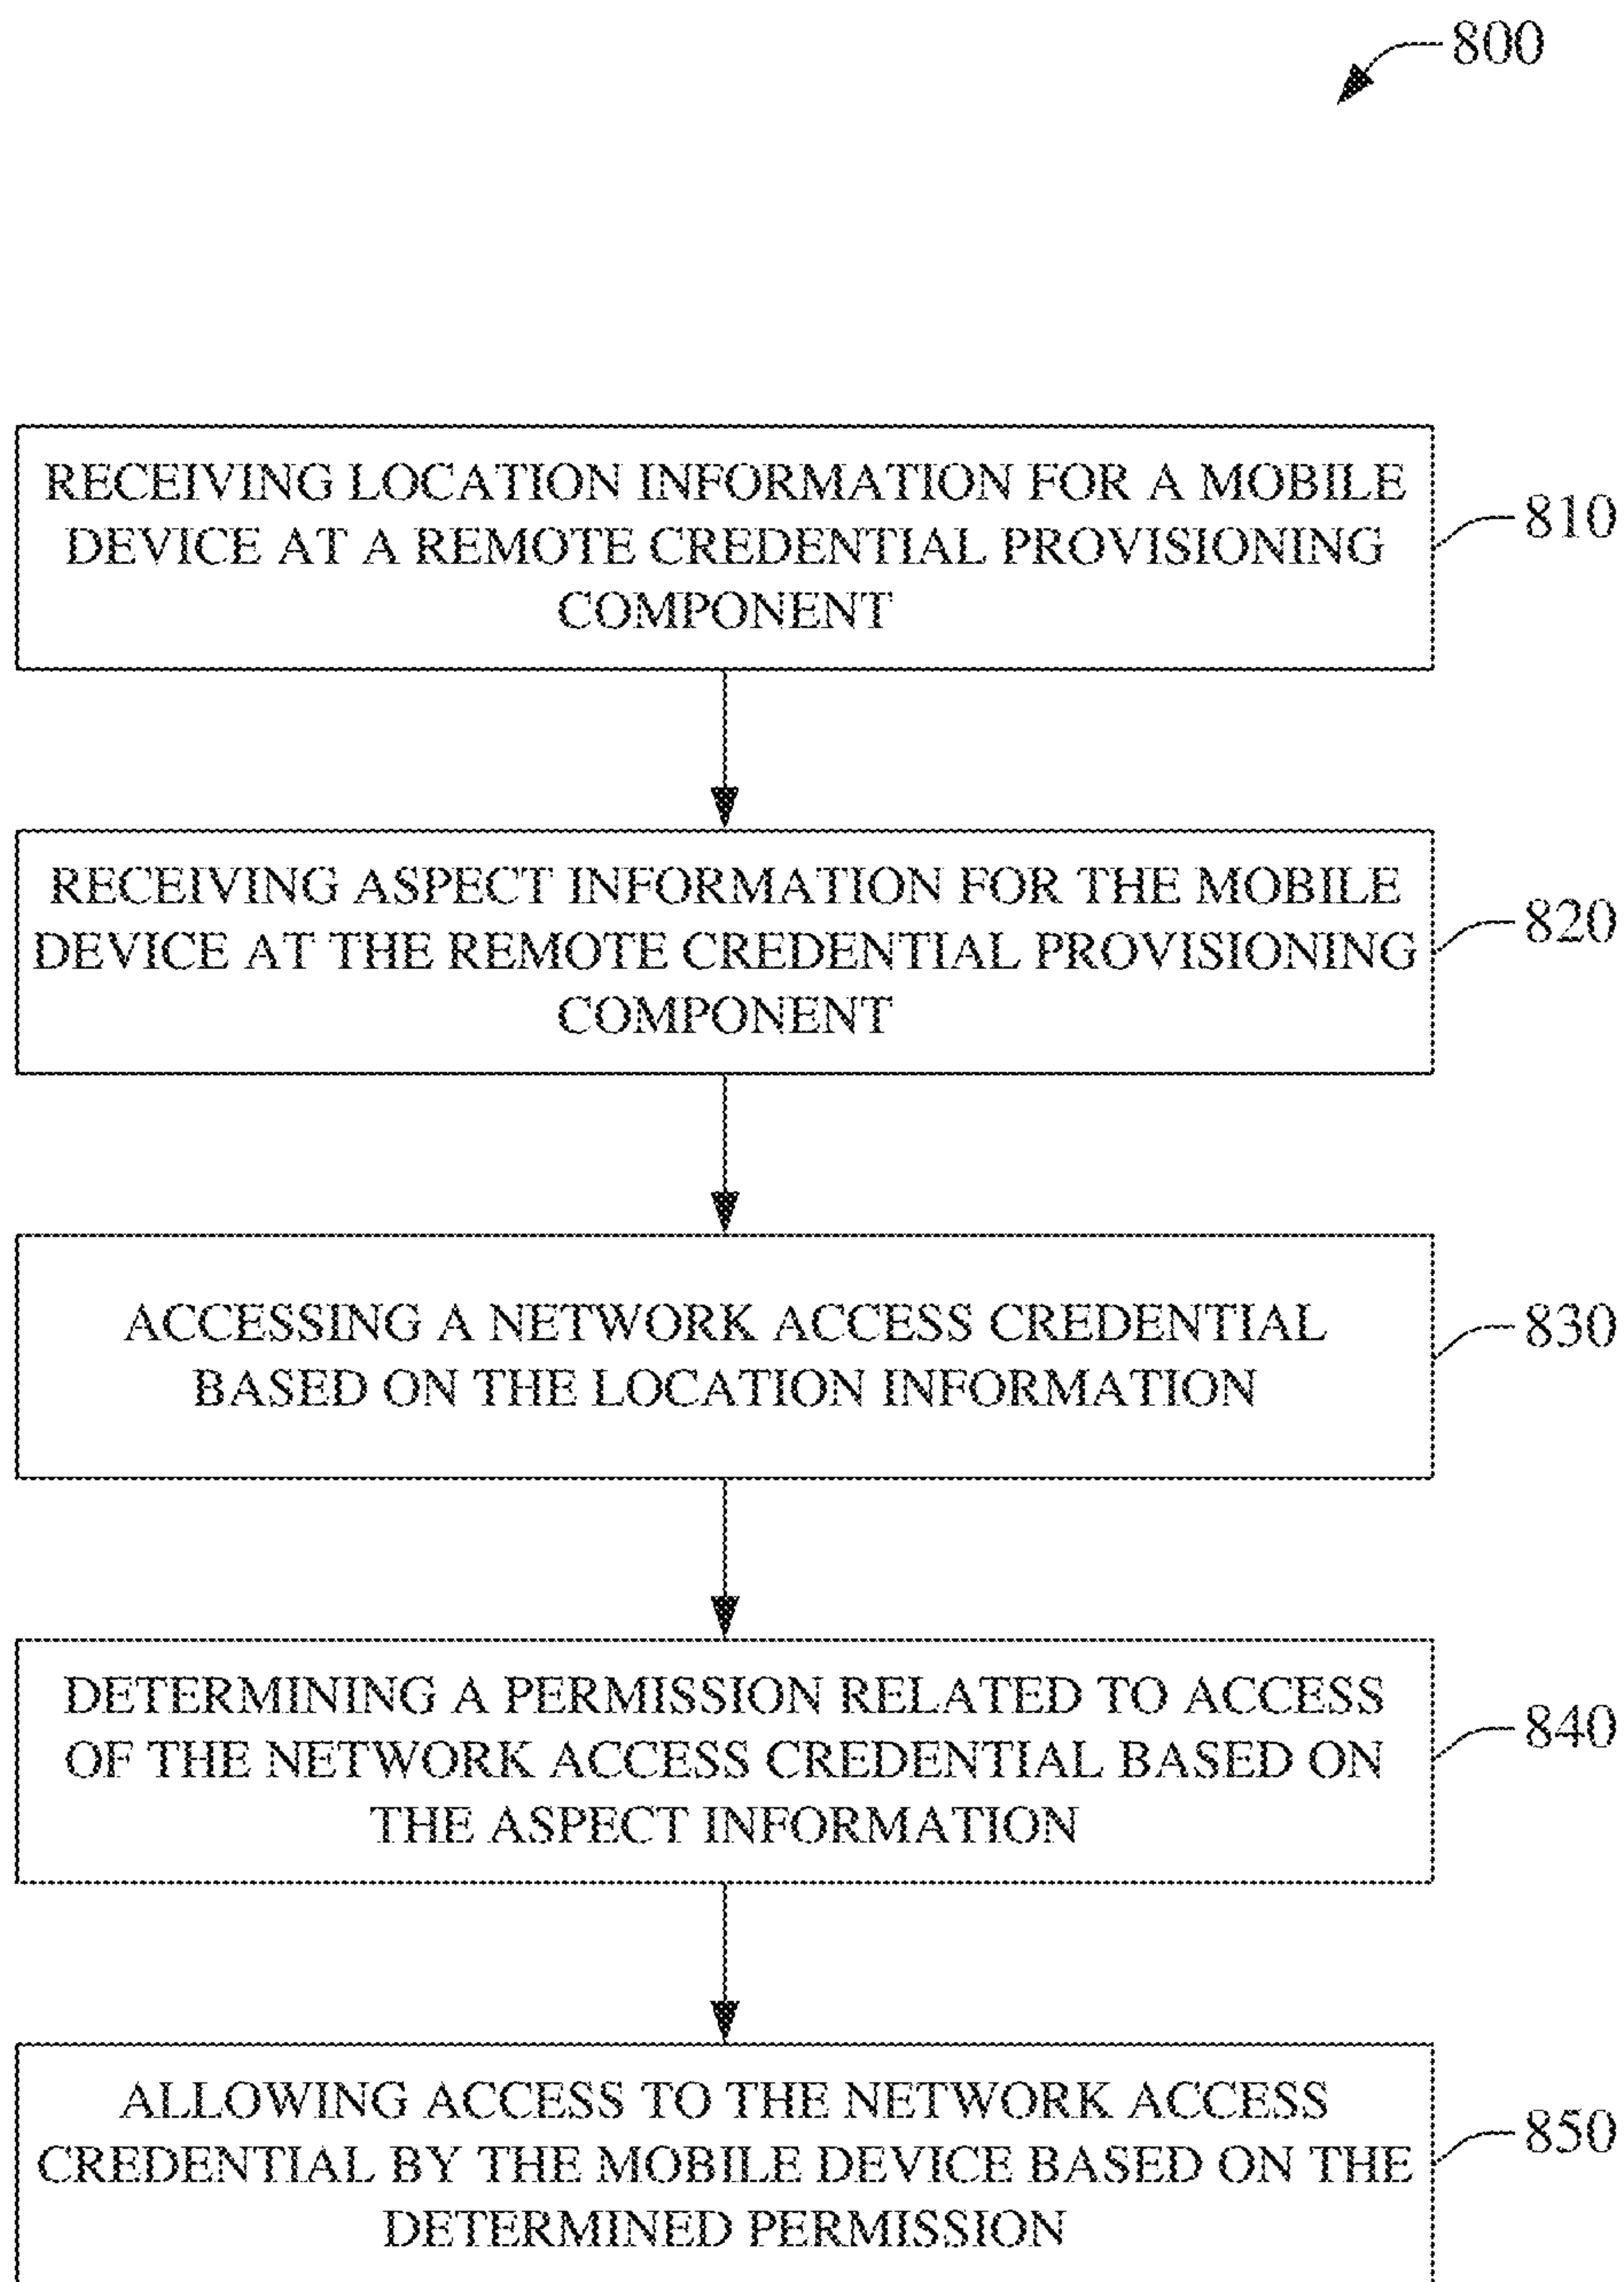 800
RECEIVING LOCATION INFORMATION FOR A MOBILE
DEVICE AT A REMOTE CREDENTIAL PROVISIONING
COMPONENT
810
RECEIVING ASPECT INFORMATION FOR THE MOBILE
DEVICE AT THE REMOTE CREDENTIAL PROVISIONING
COMPONENT
820
ACCESSING A NETWORK ACCESS CREDENTIAL
BASED ON THE LOCATION INFORMATION
830
DETERMINING A PERMISSION RELATED TO ACCESS
OF THE NETWORK ACCESS CREDENTIAL BASED ON
THE ASPECT INFORMATION
840
ALLOWING ACCESS TO THE NETWORK ACCESS
CREDENTIAL BY THE MOBILE DEVICE BASED ON THE
DETERMINED PERMISSION
850